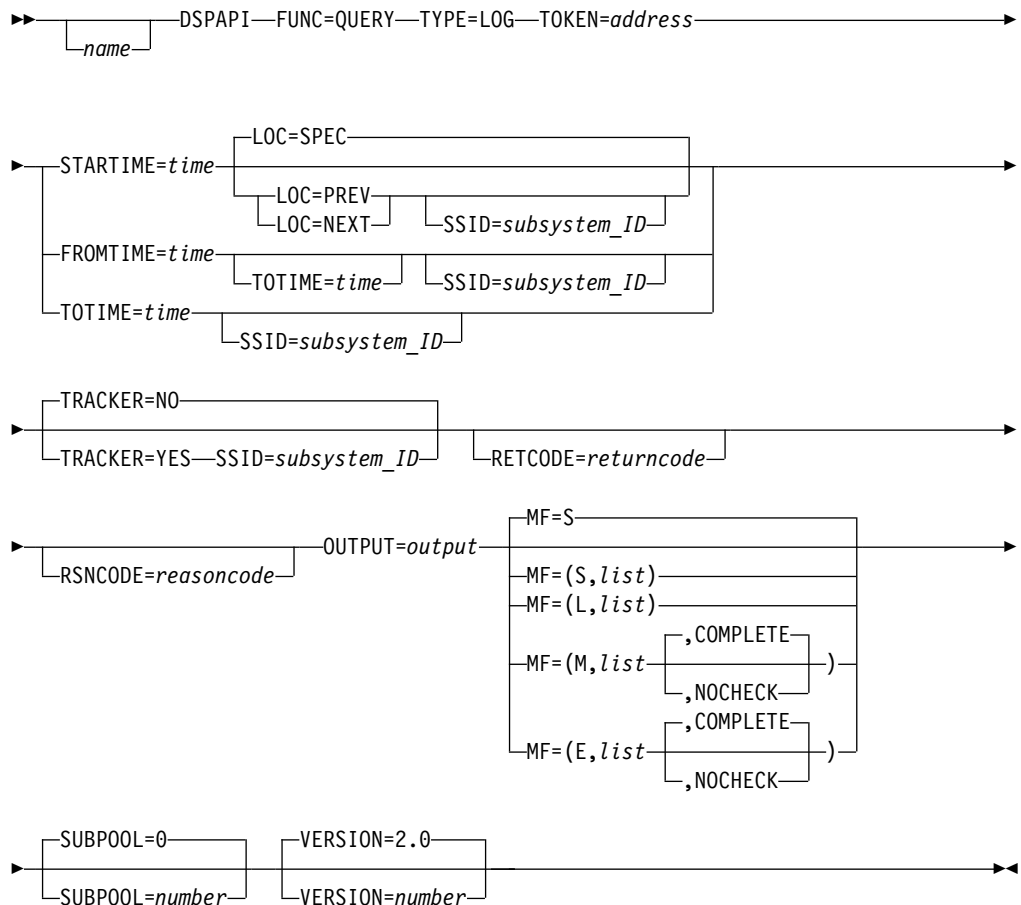 DSPAPI FUNC=QUERY TYPE=LOG TOKEN=address
name
LOC=SPEC
STARTIME=time
LOC=PREV
LOC=NEXT SSID=subsystem_ID
FROMTIME=time
TOTIME=time SSID=subsystem_ID
TOTIME=time
SSID=subsystem_ID
TRACKER=NO
TRACKER=YES SSID=subsystem_ID RETCODE=returncode
MF=S
OUTPUT=output
RSNCODE=reasoncode MF=(S,list)
MF=(L,list)
,COMPLETE
MF=(M,list )
,NOCHECK
,COMPLETE
MF=(E,list )
,NOCHECK
SUBPOOL=0 VERSION=2.0
SUBPOOL=number VERSION=number